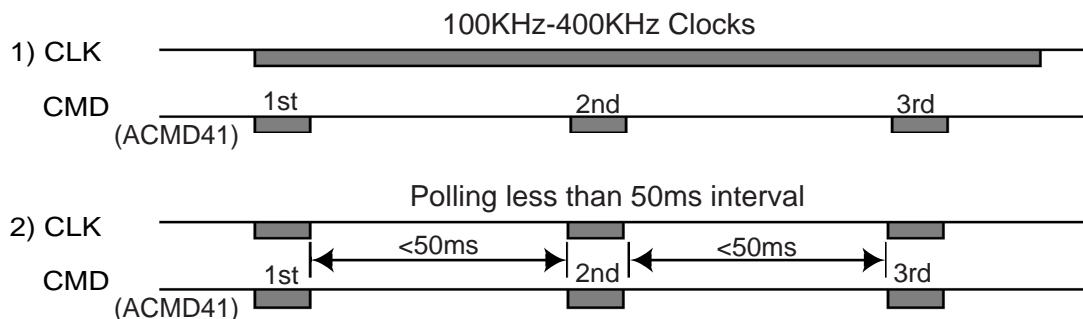 100KHz-400KHz Clocks
1) CLK
CMD
(ACMD41)
1st 2nd 3rd
Polling less than 50ms interval
2) CLK
<50ms <50ms
CMD
(ACMD41)
1st 2nd 3rd